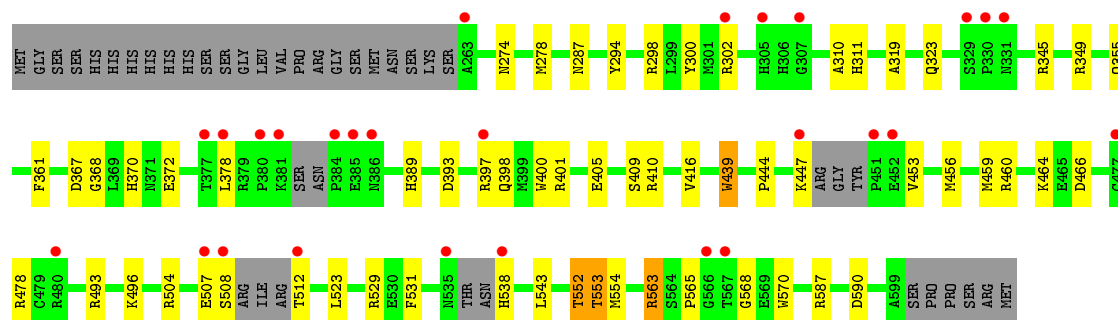 MET GLY SER SER HIS HIS HIS HIS HIS HIS SER SER GLY LEU VAL PRO ARG GLY SER MET ASN SER LYS SER A263 N274 M278 N287 Y294 R298 L299 Y300 M301 R302 H305 H306 G307 A310 H311 A319 Q323 S329 P330 N331 R345 R349 Q355
F361 D367 G368 L369 H370 N371 E372 T377 L378 R379 P380 K381 SER ASN P384 E385 N386 H389 D393 R397 Q398 M399 W400 R401 E405 S409 R410 V416 W439 P444 K447 ARG GLY TYR P451 E452 V453 M456 M459 R460 K464 E465 D466 C477
R478 C479 R480 R493 K496 R504 E507 S508 ARG ILE ARG T512 L523 R529 E530 F531 N535 THR ASN H538 L543 T552 T553 M554 R563 S564 P565 G566 T567 G568 E569 W570 R587 D590 A599 SER PRO PRO SER ARG MET